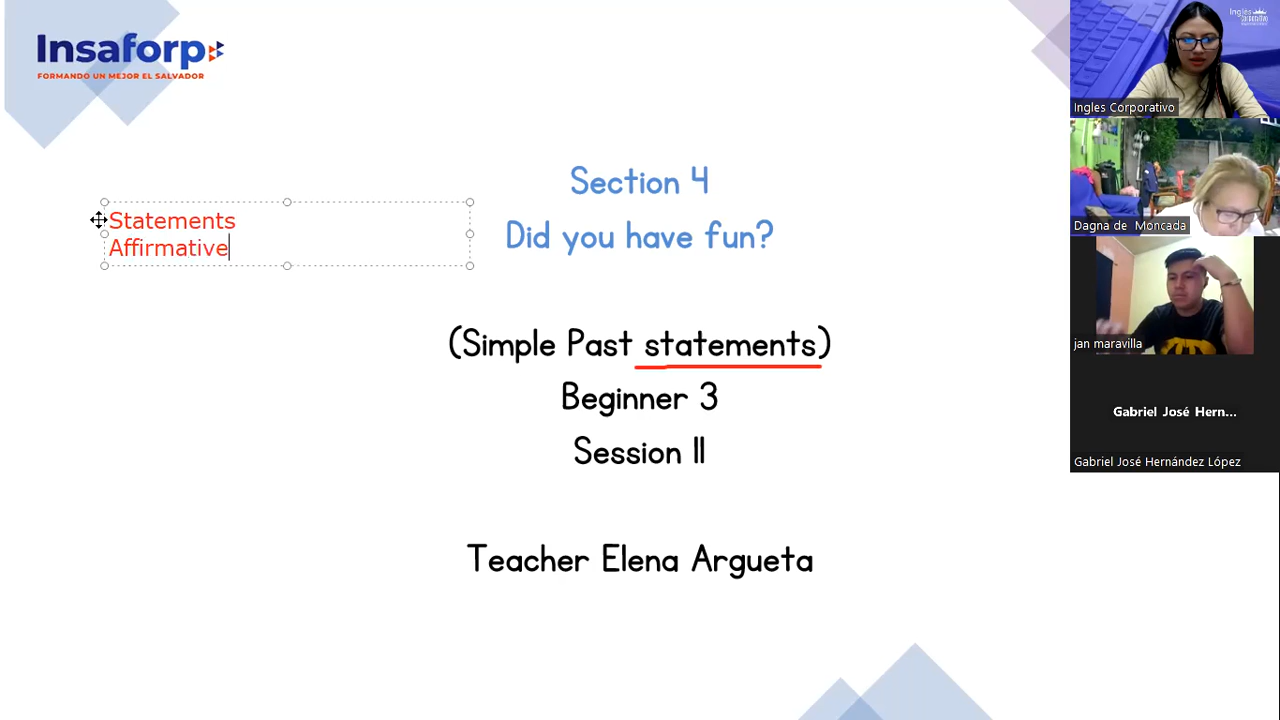 Insaforp
FORMANDO UN MEJOR EL SALVADOR
Statements
Affirmative
Section 4
Did you have fun?
(Simple Past statements)
Beginner 3
Session 11
Teacher Elena Argueta
Inglés
Ingles Corporativo
Dagna de Moncada
jan maravilla
Gabriel José Hern...
Gabriel José Hernández López